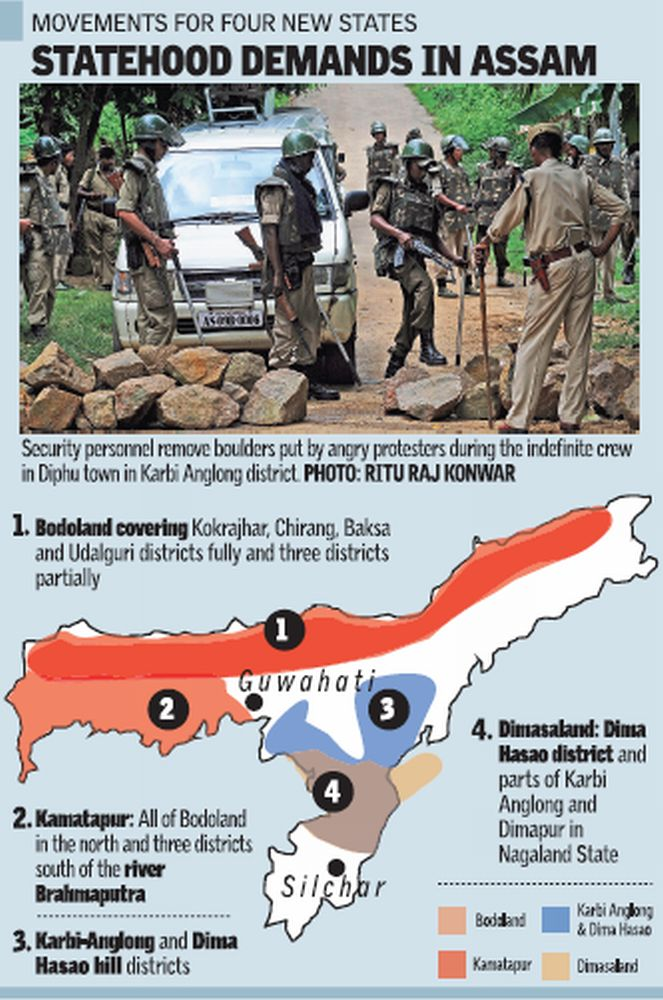 MOVEMENTS FOR FOUR NEW STATES
STATEHOOD DEMANDS IN ASSAM
Security personnel remove boulders put by angry protesters during the indefinite crew
in Diphu town in Karbi Anglong district. PHOTO: RITU RAJ KONWAR
1. Bodoland covering Kokrajhar, Chirang, Baksa
and Udalguri districts fully and three districts
partially
1
Guwahati
2
3
4
Silchar
4. Dimasaland: Dima
Hasao district and
parts of Karbi
Anglong and
Dimapur in
Nagaland State
2. Kamatapur: All of Bodoland
in the north and three districts
south of the river
Brahmaputra
3. Karbi-Anglong and Dima
Hasao hill districts
Bodoland
Karbi Anglong
& Dima Hasao
Kamatapur
Dimasaland